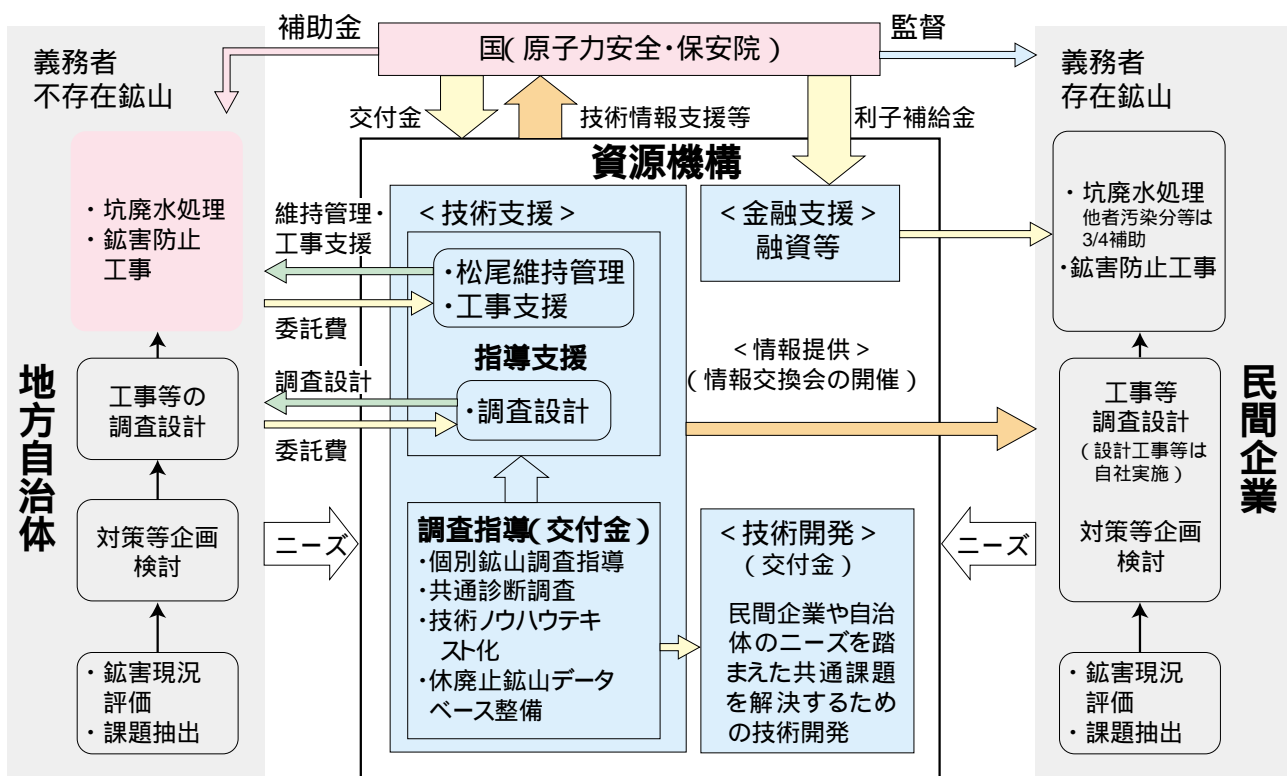 補助金
国(原子力安全・保安院)
監督
義務者
不存在鉱山
義務者
存在鉱山
交付金
技術情報支援等
利子補給金
資源機構
・坑廃水処理
・鉱害防止
工事
維持管理・
工事支援
<技術支援>
・松尾維持管理
・工事支援
委託費
指導支援
調査設計
・調査設計
委託費
<金融支援>
融資等
・坑廃水処理
他者汚染分等は
3/4補助
・鉱害防止工事
<情報提供>
(情報交換会の開催)
地方自治体
工事等の
調査設計
対策等企画
検討
・鉱害現況
評価
・課題抽出
ニーズ
調査指導(交付金)
・個別鉱山調査指導
・共通診断調査
・技術ノウハウテキ
スト化
・休廃止鉱山データ
ベース整備
<技術開発>
(交付金)
民間企業や自治
体のニーズを踏
まえた共通課題
を解決するため
の技術開発
ニーズ
工事等
調査設計
(設計工事等は
自社実施)
対策等企画
検討
・鉱害現況
評価
・課題抽出
民間企業